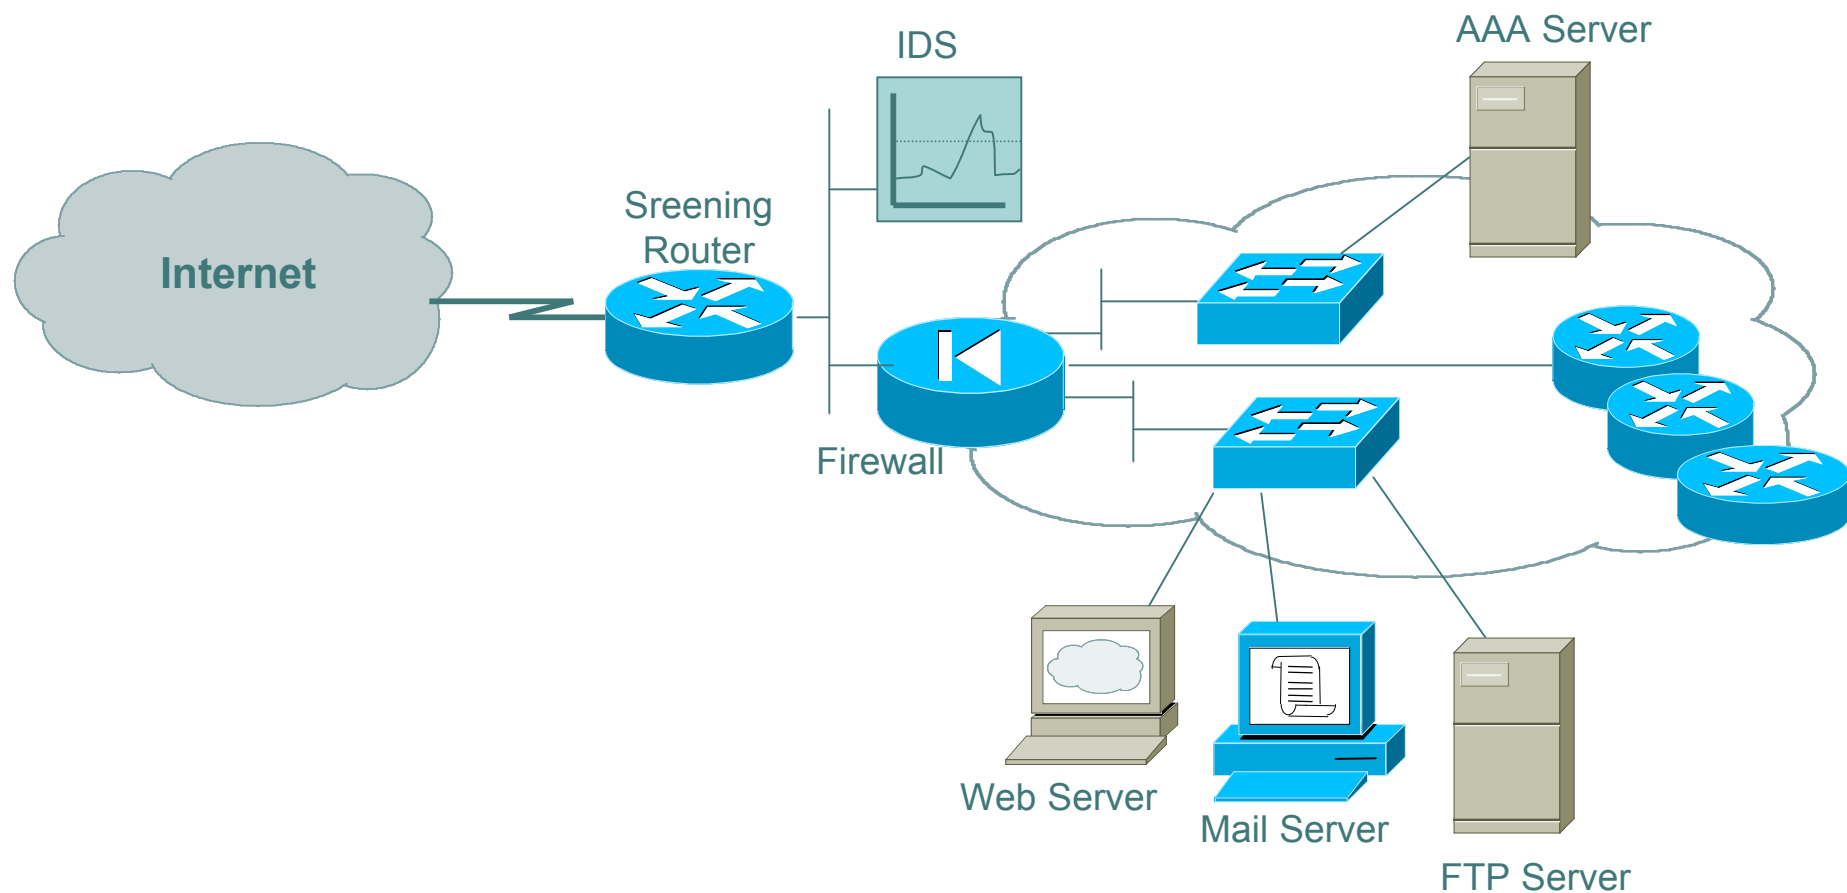 IDS
AAA Server
Sreening
Router
Internet
Firewall
Web Server
Mail Server
FTP Server